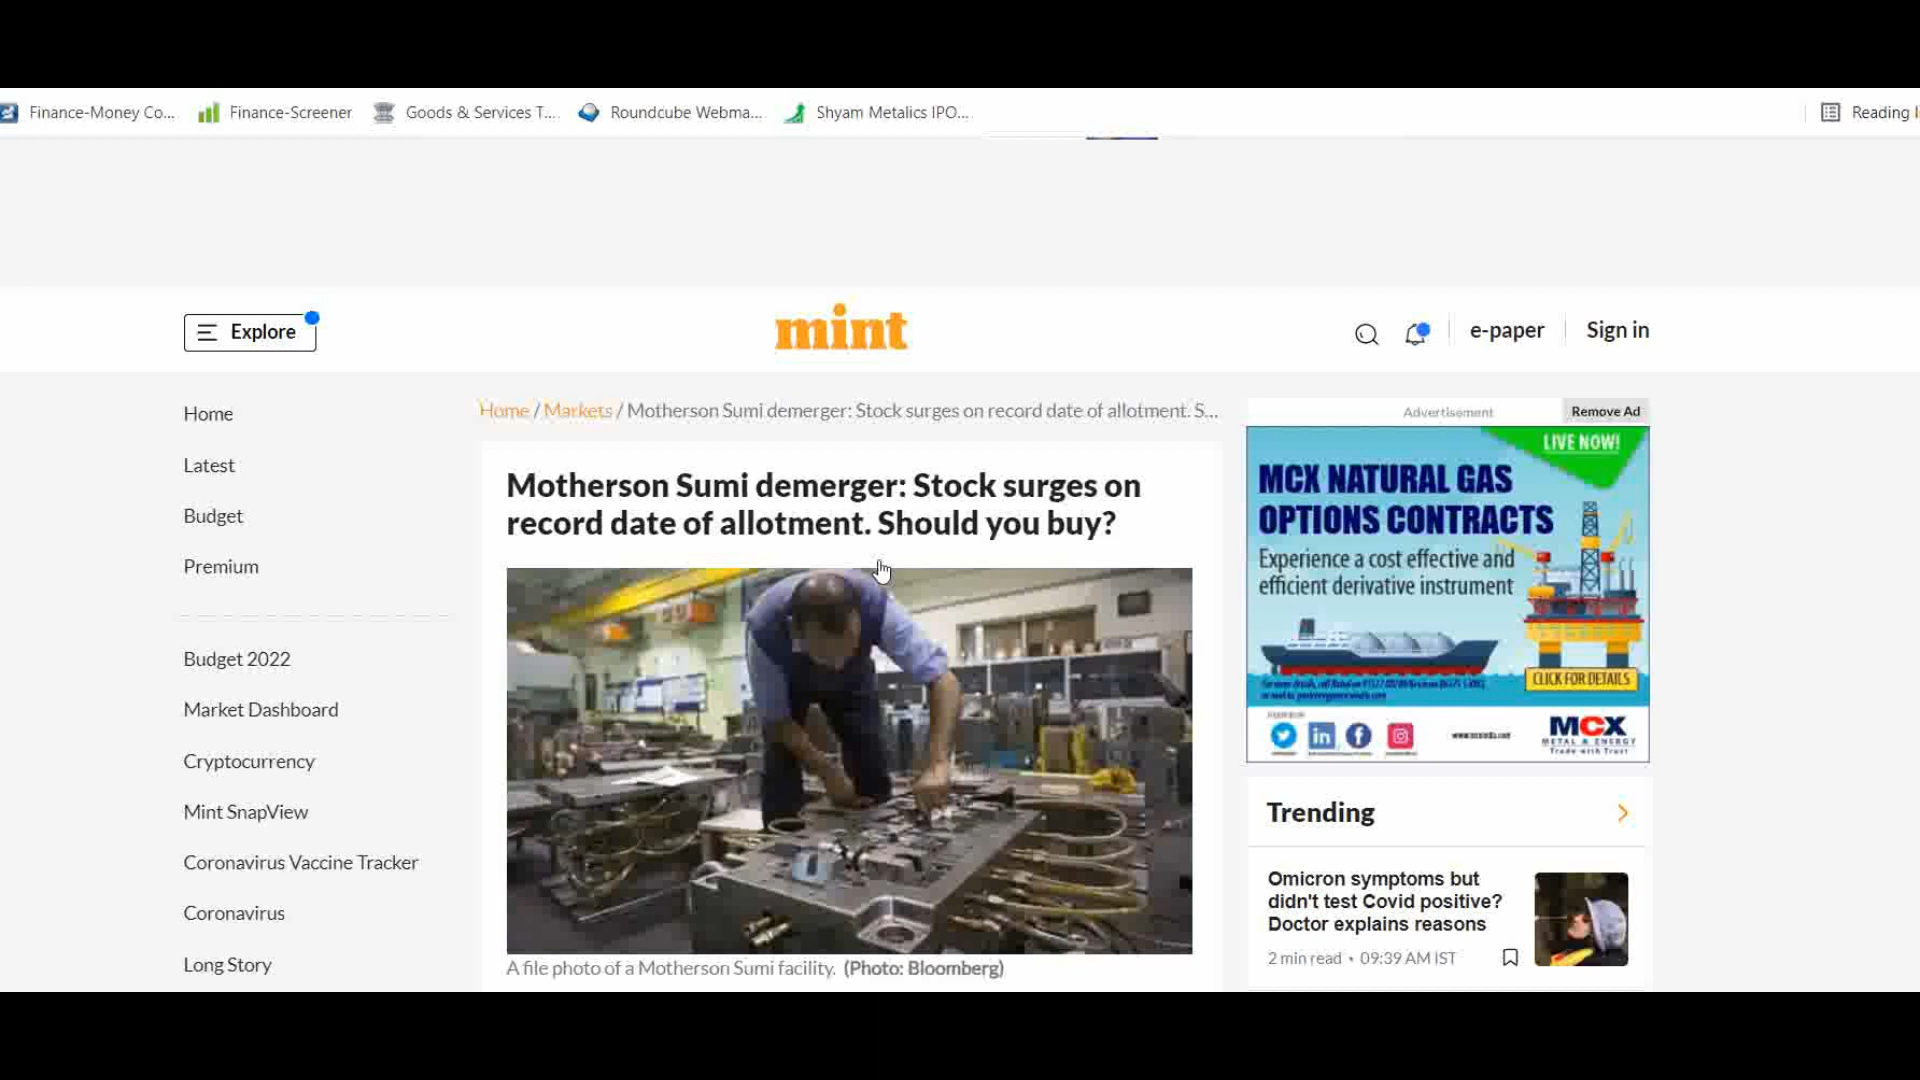 Finance-Money Co...
Finance-Screener
Goods & Services T...
Roundcube Webma...
Shyam Metalics IPO...
Reading
Explore
mint
e-paper
Sign in
Home
Latest
Budget
Premium
Budget 2022
Market Dashboard
Cryptocurrency
Mint SnapView
Coronavirus Vaccine Tracker
Coronavirus
Long Story
Home / Markets / Motherson Sumi demerger: Stock surges on record date of allotment. S...
Motherson Sumi demerger: Stock surges on
record date of allotment. Should you buy?
A file photo of a Motherson Sumi facility. (Photo: Bloomberg)
Advertisement
Remove Ad
LIVE NOW!
MCX NATURAL GAS
OPTIONS CONTRACTS
Experience a cost effective and
efficient derivative instrument
CLICK FOR DETAILS
MCX
METAL & ENERGY
Trade with Trust
Trending
Omicron symptoms but
didn't test Covid positive?
Doctor explains reasons
2 min read • 09:39 AM IST